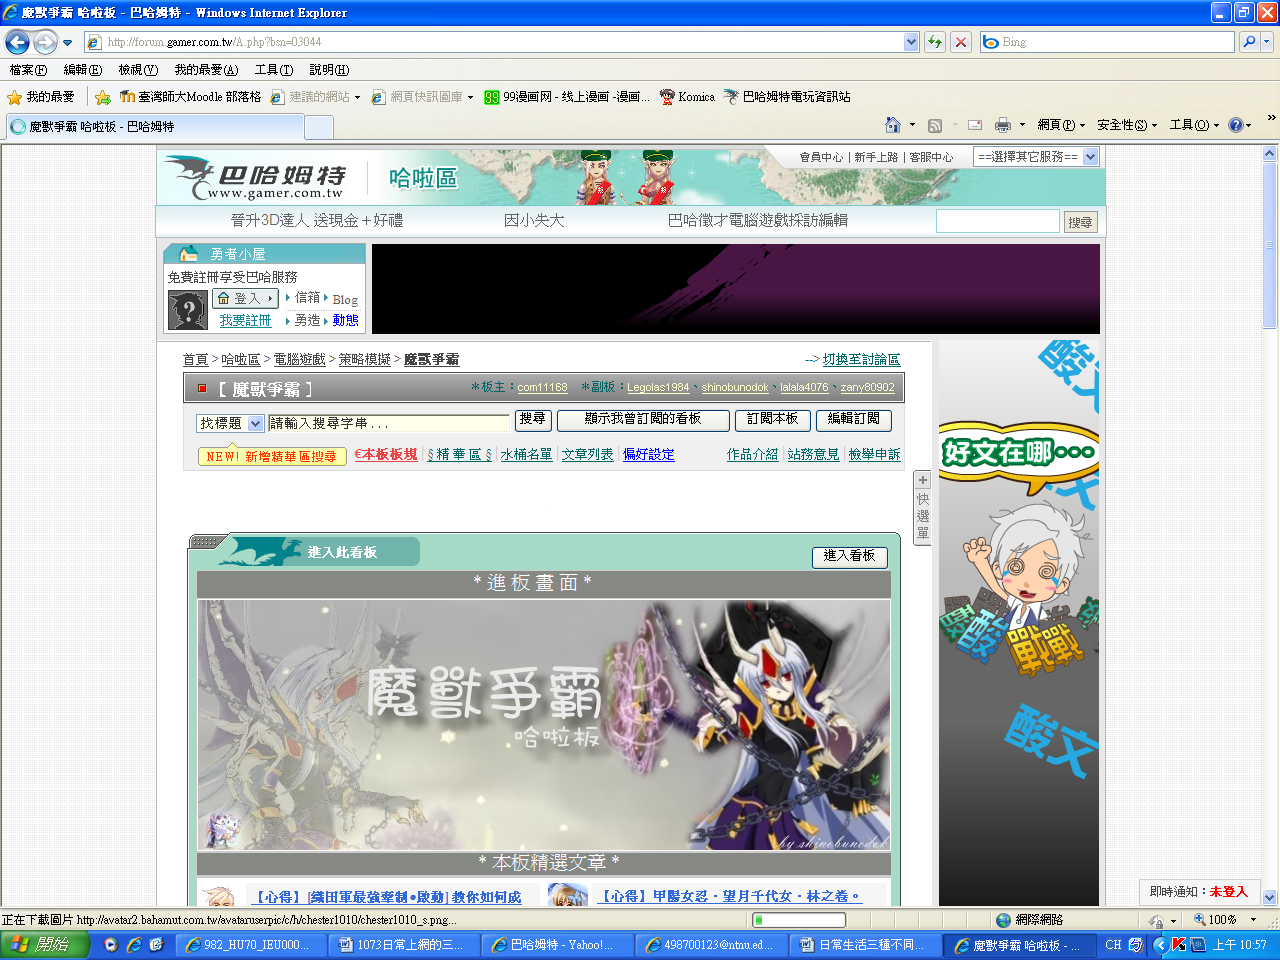 魔獸爭霸 哈啦板 - 巴哈姆特 - Windows Internet Explorer
http://forum.gamer.com.tw/A.php?bsn=03044
Bing
檔案(F) 編輯(E) 檢視(V) 我的最愛(A) 工具(T) 說明(H)
我的最愛 臺灣師大Moodle 部落格 建議的網站 網頁快訊圖庫 99漫画网 - 线上漫画 -漫画... Komica 巴哈姆特電玩資訊站
魔獸爭霸 哈啦板 - 巴哈姆特
網頁(P) 安全性(S) 工具(O) »
巴哈姆特 哈啦區
www.gamer.com.tw
會員中心 | 新手上路 | 客服中心 ==選擇其它服務==
晉升3D達人 送現金+好禮 因小失大 巴哈徵才電腦遊戲採訪編輯 搜尋
勇者小屋
免費註冊享受巴哈服務
登入 信箱 Blog
我要註冊 勇造 動態
首頁 > 哈啦區 > 電腦遊戲 > 策略模擬 > 魔獸爭霸 --> 切換至討論區
【 魔獸爭霸 】 ＊板主：com11168 ＊副板：Legolas1984、shinobunodok、lalala4076、zany80902
找標題 請輸入搜尋字串... 搜尋 顯示我曾訂閱的看板 訂閱本板 編輯訂閱
NEW! 新增精華區搜尋 €本板板規 | § 精 華 區 § | 水桶名單 | 文章列表 | 偏好設定 作品介紹 | 站務意見 | 檢舉申訴
+
快選單
好文在哪…
酸文
酸
戰戰
酸文
進入此看板 進入看板
* 進 板 畫 面 *
魔獸爭霸
哈啦板
by shinobunodok
* 本板精選文章 *
【心得】[織田軍最強牽制●啟動] 教你如何成
【心得】甲陽女忍‧望月千代女‧林之卷。
即時通知：未登入
正在下載圖片 http://avatar2.bahamut.com.tw/avataruserpic/c/h/chester1010/chester1010_s.png... 網際網路 100%
開始 982_HU70_IEU000... 1073日常上網的三... 巴哈姆特 - Yahoo!... 498700123@ntnu.ed... 日常生活三種不同... 魔獸爭霸 哈啦板 - ... CH 上午 10:57